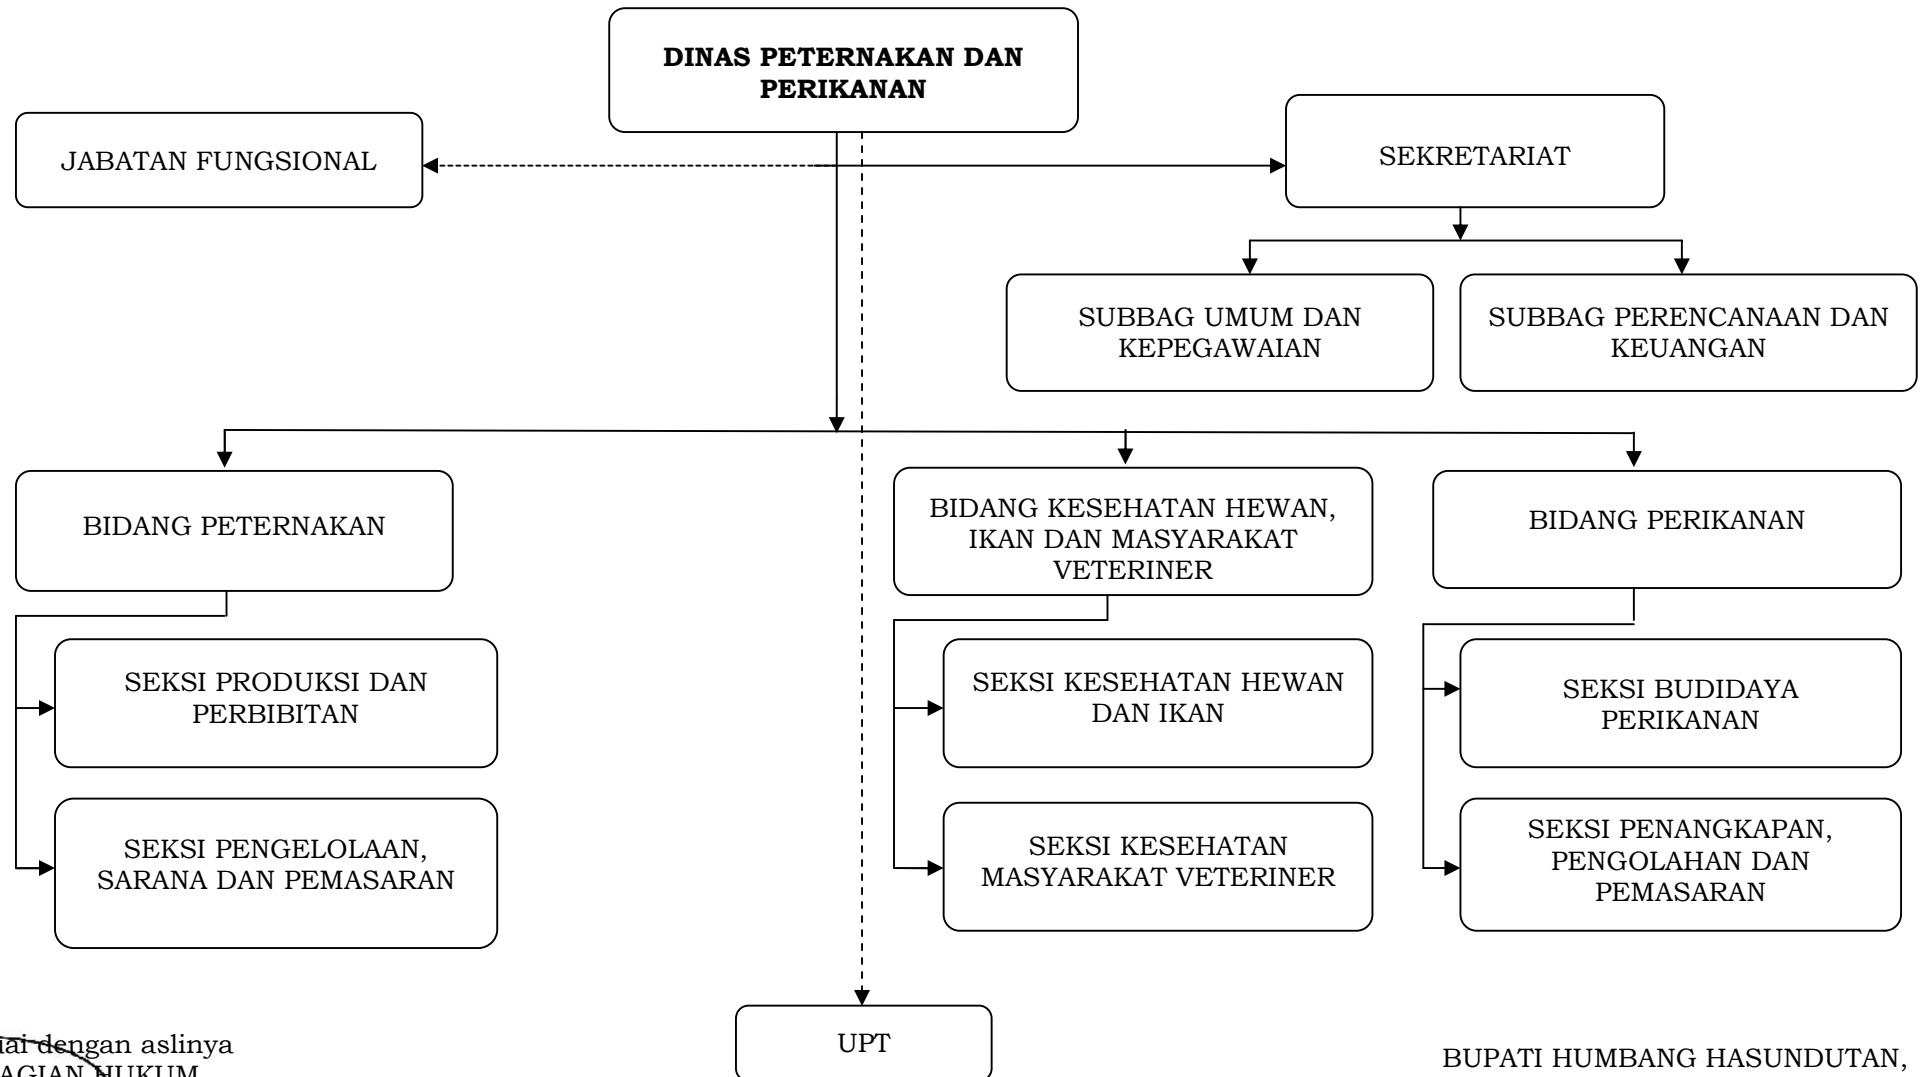 DINAS PETERNAKAN DAN
PERIKANAN
JABATAN FUNGSIONAL
SEKRETARIAT
SUBBAG UMUM DAN
KEPEGAWAIAN
SUBBAG PERENCANAAN DAN
KEUANGAN
BIDANG PETERNAKAN
BIDANG KESEHATAN HEWAN,
IKAN DAN MASYARAKAT
VETERINER
BIDANG PERIKANAN
SEKSI PRODUKSI DAN
PERBIBITAN
SEKSI PENGELOLAAN,
SARANA DAN PEMASARAN
SEKSI KESEHATAN HEWAN
DAN IKAN
SEKSI KESEHATAN
MASYARAKAT VETERINER
SEKSI BUDIDAYA
PERIKANAN
SEKSI PENANGKAPAN,
PENGOLAHAN DAN
PEMASARAN
UPT
dengan aslinya
HUKUM
BUPATI HUMBANG HASUNDUTAN,